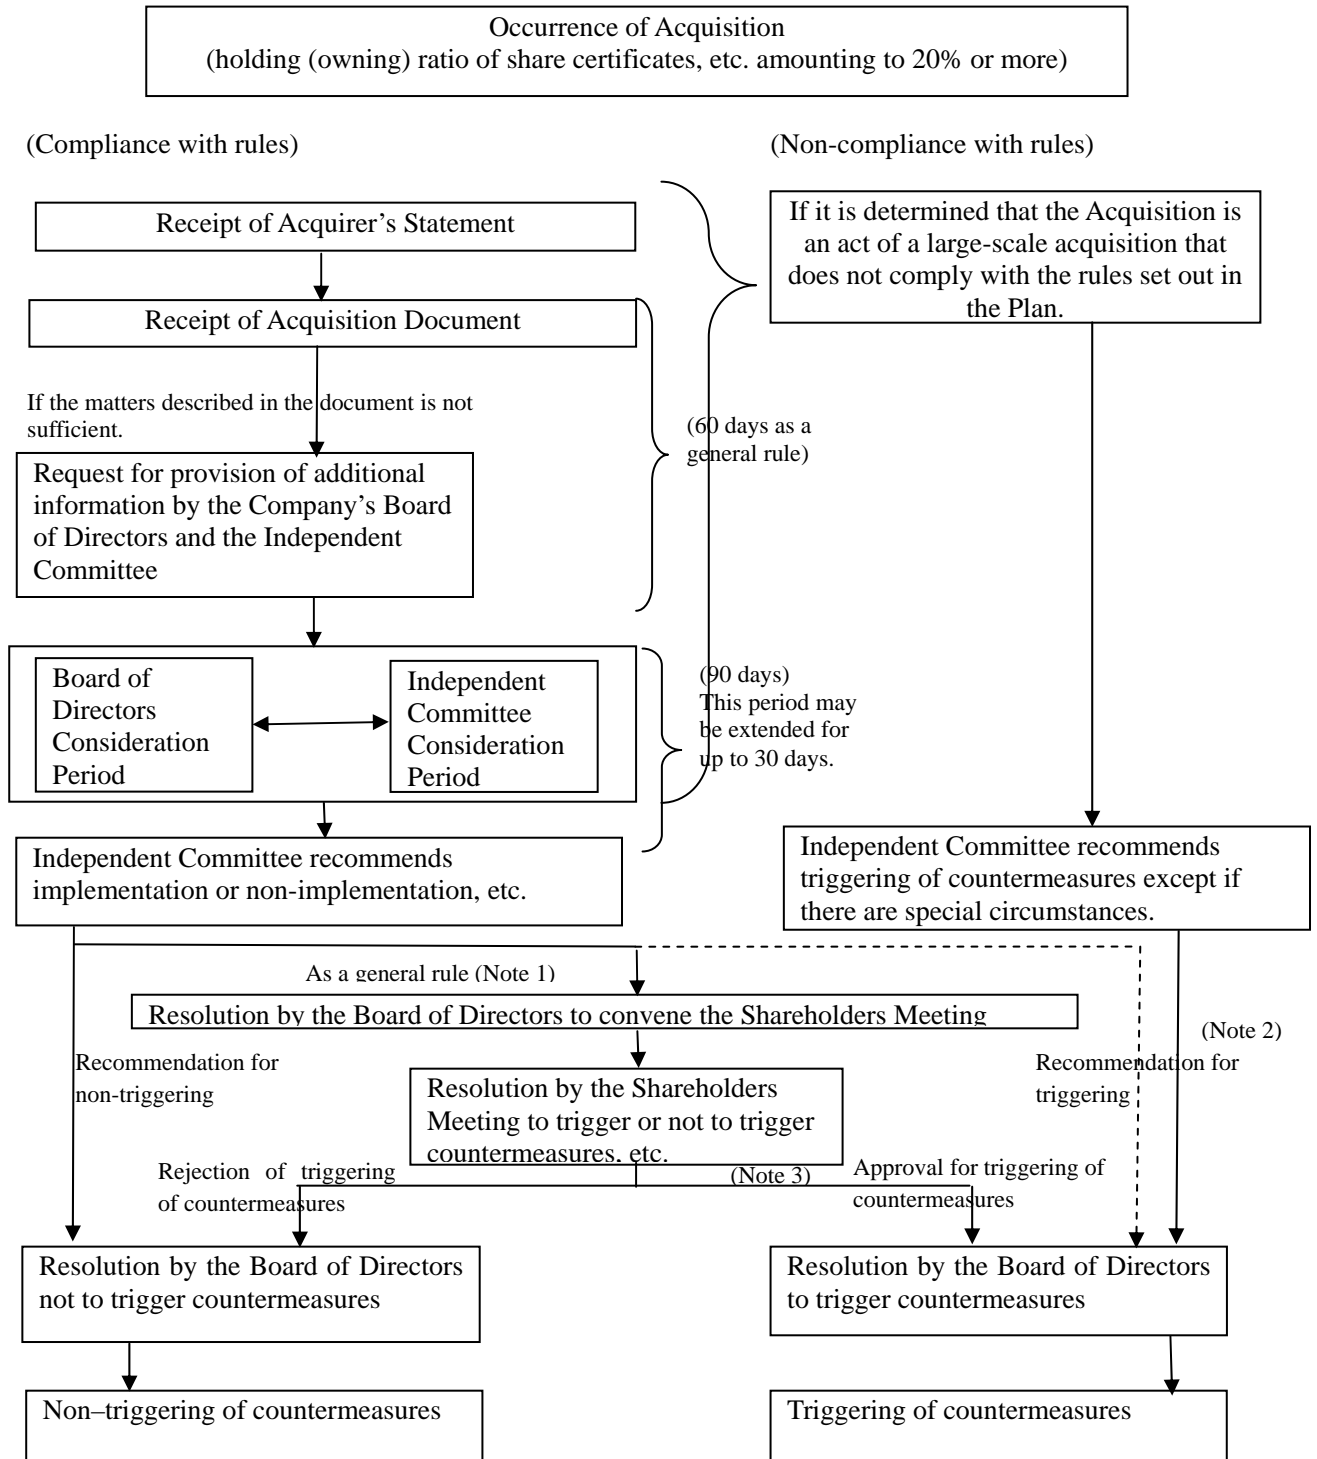 Occurrence of Acquisition
(holding (owning) ratio of share certificates, etc. amounting to 20% or more)
(Compliance with rules)
(Non-compliance with rules)
Receipt of Acquirer’s Statement
If it is determined that the Acquisition is
an act of a large-scale acquisition that
does not comply with the rules set out in
the Plan.
Receipt of Acquisition Document
If the matters described in the document is not
sufficient.
(60 days as a
general rule)
Request for provision of additional
information by the Company’s Board
of Directors and the Independent
Committee
Board of
Directors
Consideration
Period
Independent
Committee
Consideration
Period
(90 days)
This period may
be extended for
up to 30 days.
Independent Committee recommends
implementation or non-implementation, etc.
Independent Committee recommends
triggering of countermeasures except if
there are special circumstances.
As a general rule (Note 1)
Resolution by the Board of Directors to convene the Shareholders Meeting
(Note 2)
Recommendation for
non-triggering
Recommendation for
triggering
Resolution by the Shareholders
Meeting to trigger or not to trigger
countermeasures, etc.
Rejection of triggering
of countermeasures
(Note 3)
Approval for triggering of
countermeasures
Resolution by the Board of Directors
not to trigger countermeasures
Resolution by the Board of Directors
to trigger countermeasures
Non–triggering of countermeasures
Triggering of countermeasures